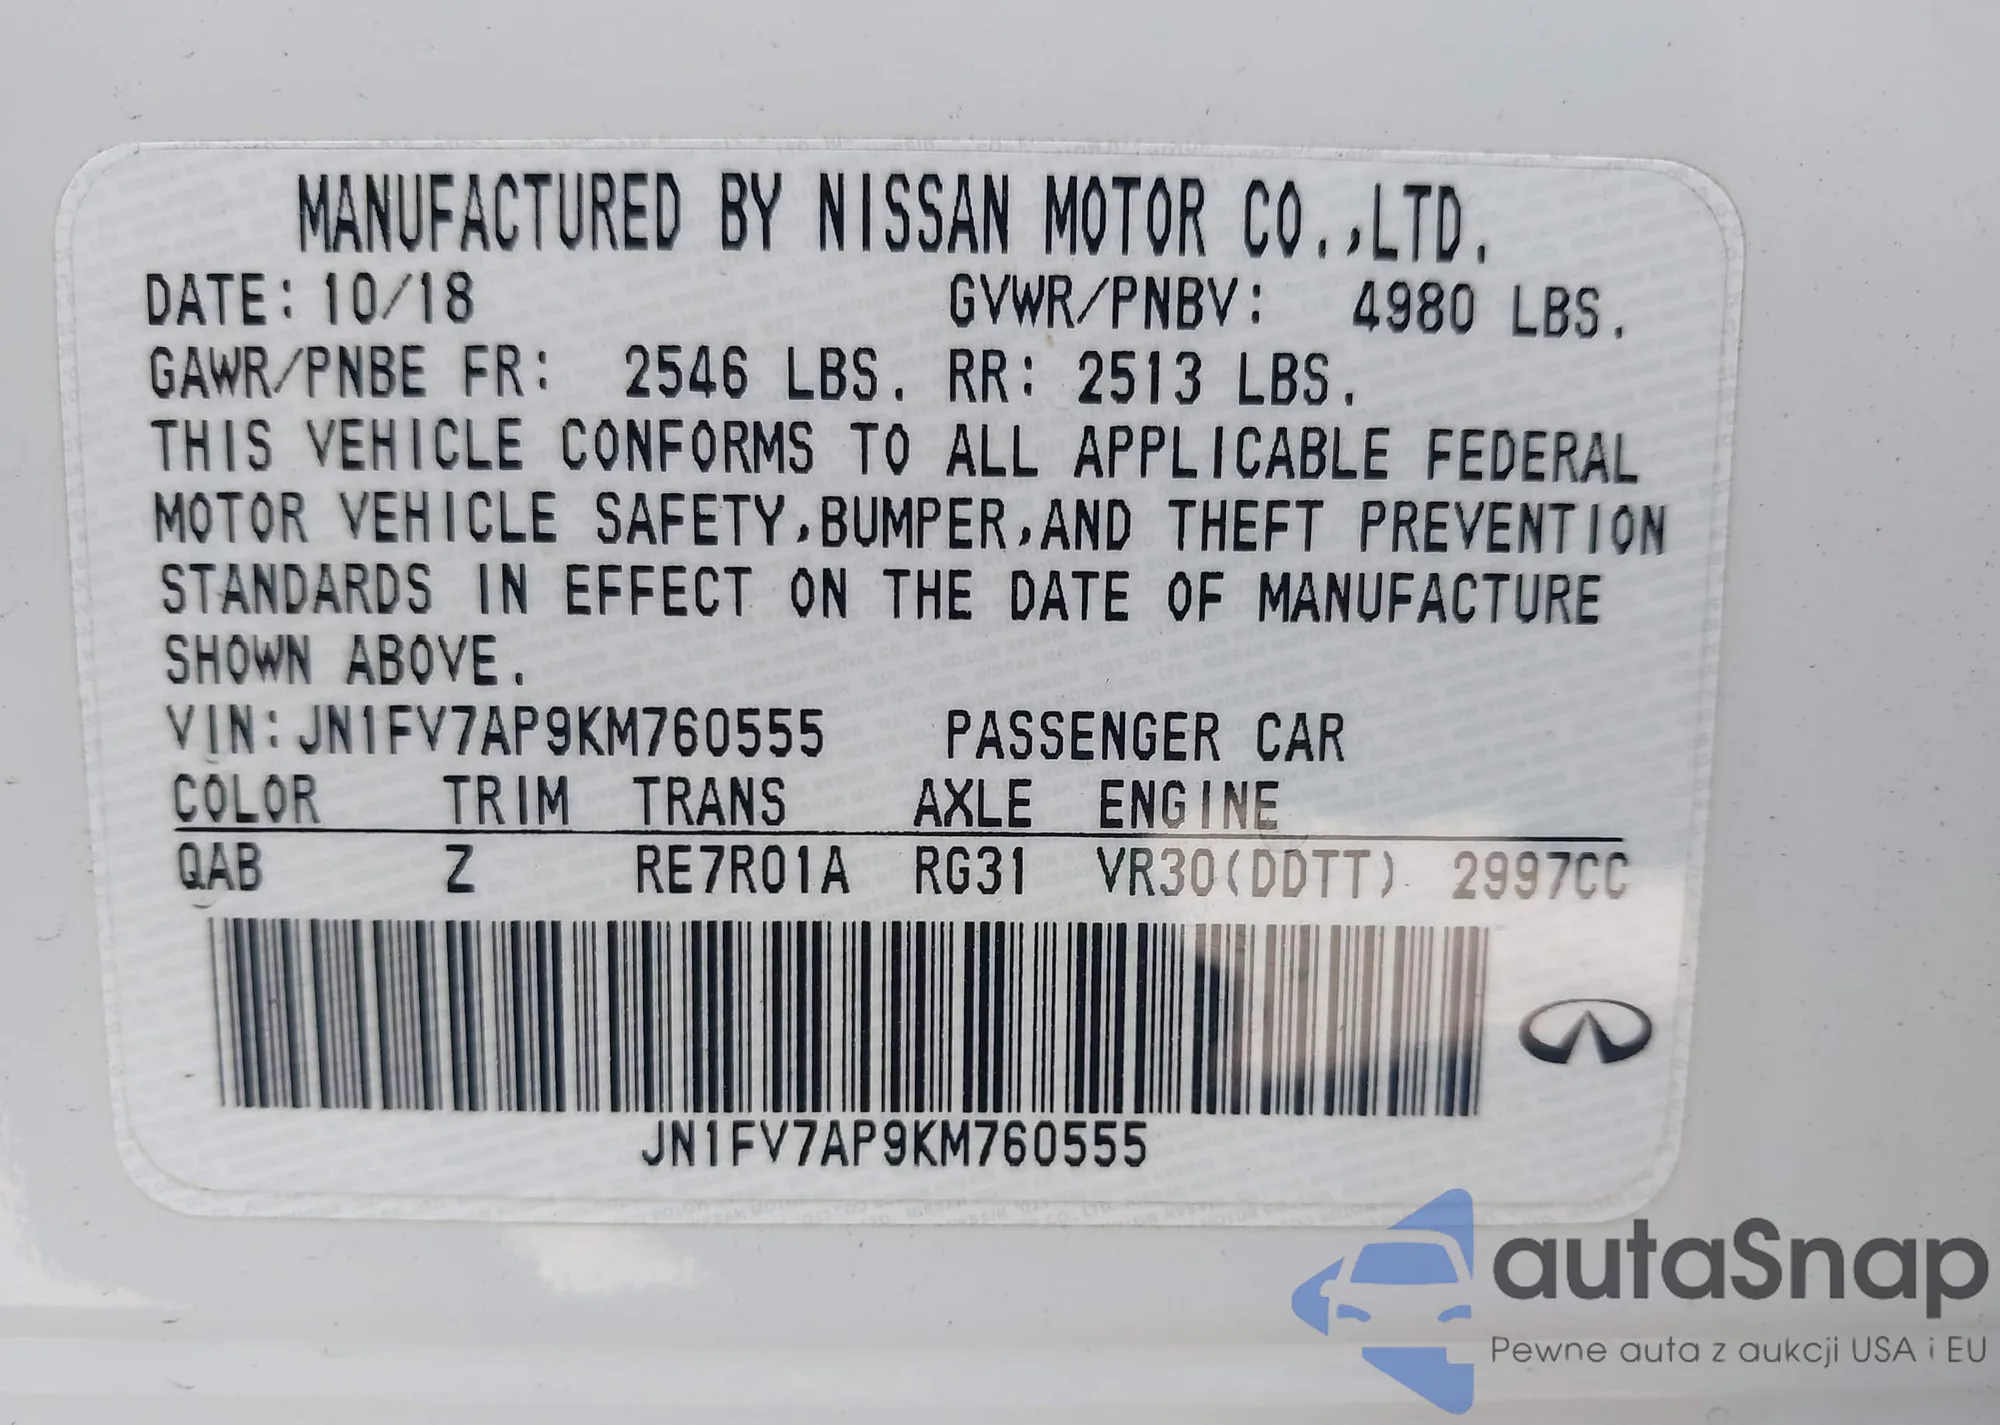 MANUFACTURED BY NISSAN MOTOR CO.,LTD.
DATE: 10/18 GVWR/PNBV: 4980 LBS.
GAWR/PNBE FR: 2546 LBS. RR: 2513 LBS.
THIS VEHICLE CONFORMS TO ALL APPLICABLE FEDERAL
MOTOR VEHICLE SAFETY,BUMPER,AND THEFT PREVENTION
STANDARDS IN EFFECT ON THE DATE OF MANUFACTURE
SHOWN ABOVE.
VIN:JN1FV7AP9KM760555 PASSENGER CAR
COLOR TRIM TRANS AXLE ENGINE
QAB Z RE7R01A RG31 VR30(DDTT) 2997CC
JN1FV7AP9KM760555
autaSnap
Pewne auta z aukcji USA i EU